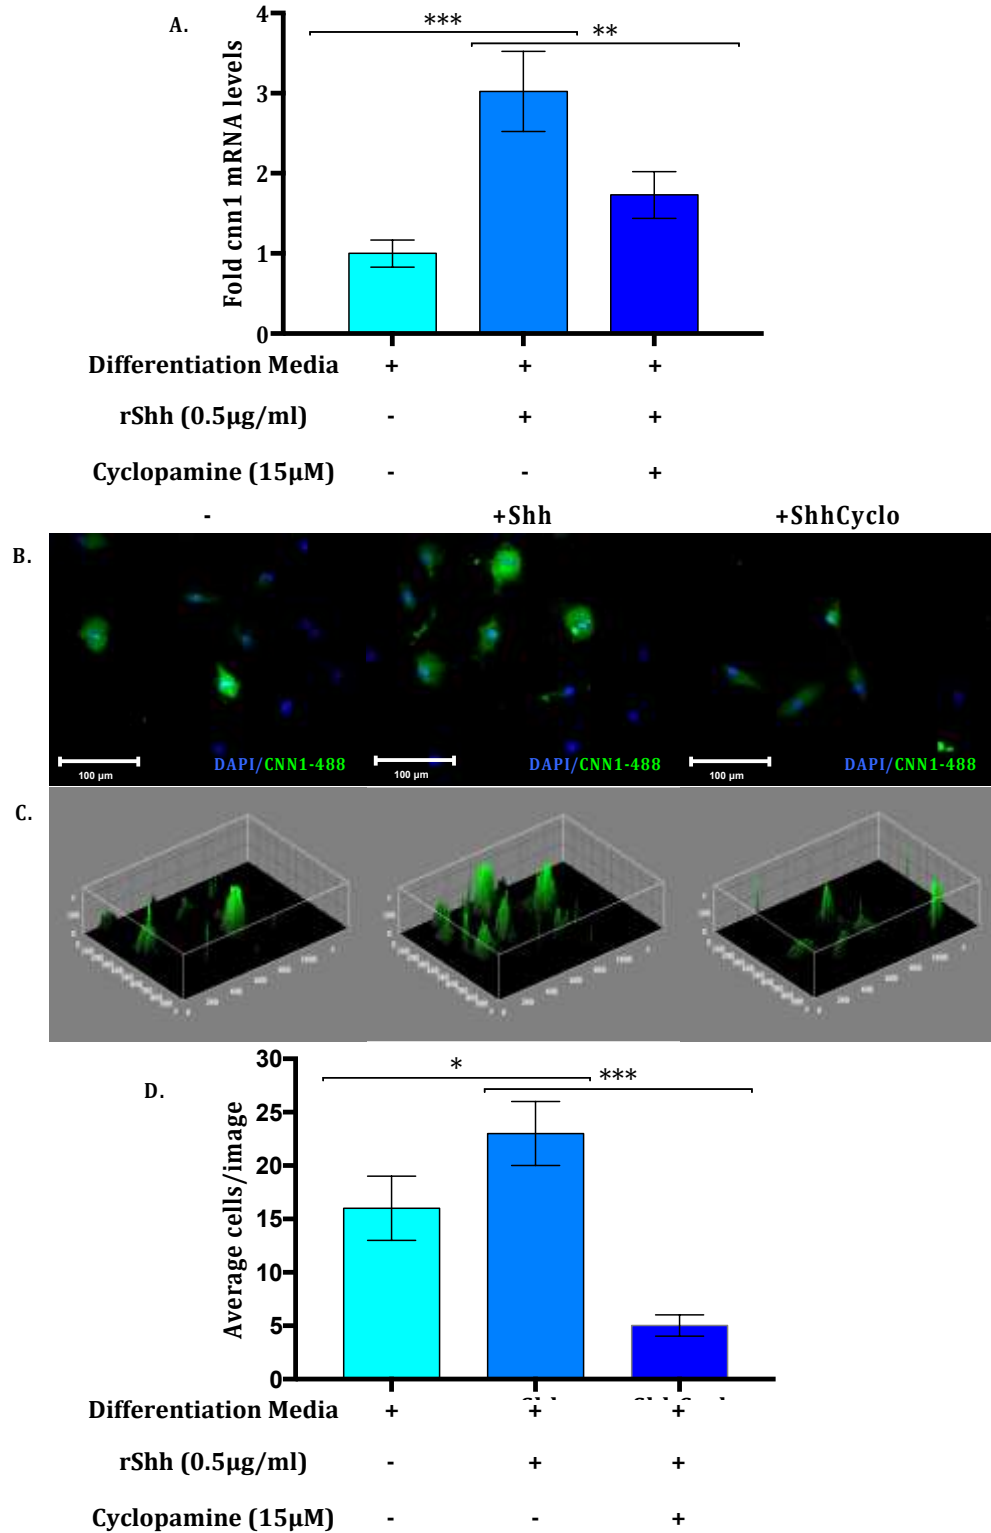 A.
***
**
Fold cnn1 mRNA levels
4
3
2
1
0
Differentiation Media + + +
rShh (0.5µg/ml) - + +
Cyclopamine (15µM) - - +
- +Shh +ShhCyclo
B.
100 µm DAPI/CNN1-488 100 µm DAPI/CNN1-488 100 µm DAPI/CNN1-488
C.
D.
*
***
Average cells/image
30
25
20
15
10
5
0
Differentiation Media + + +
rShh (0.5µg/ml) - + +
Cyclopamine (15µM) - - +